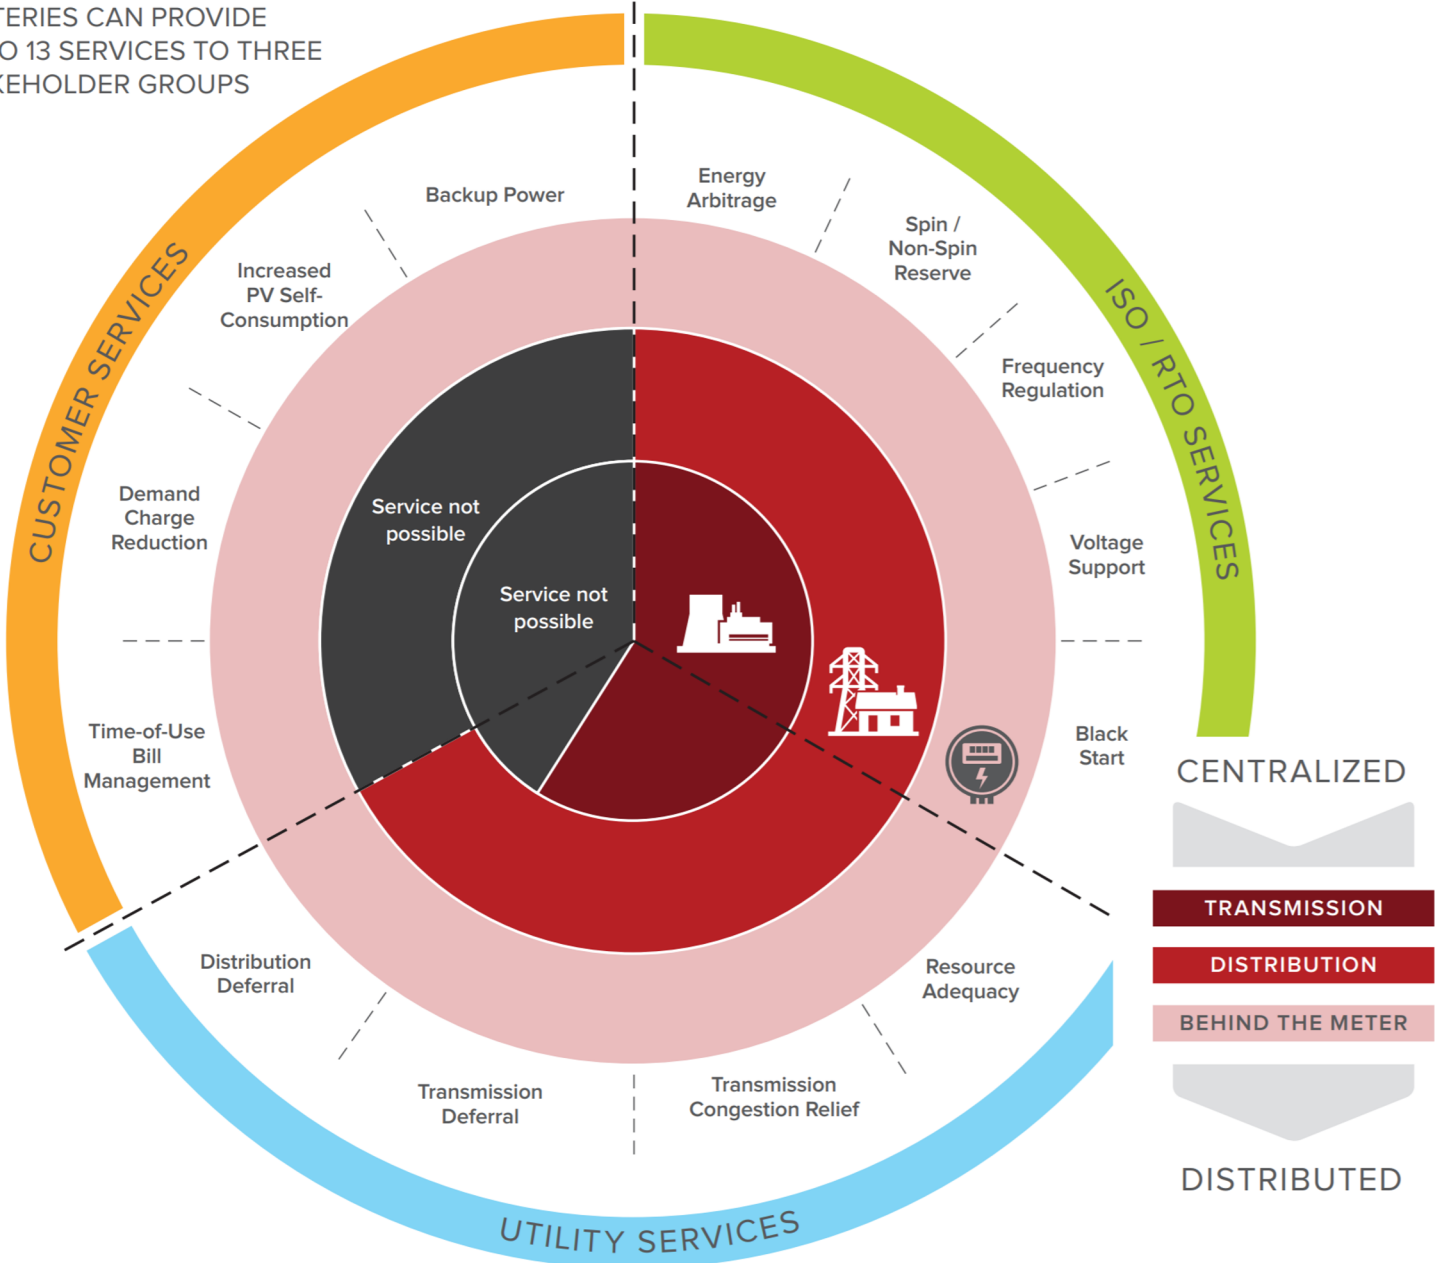 TERIES CAN PROVIDE
O 13 SERVICES TO THREE
KEHOLDER GROUPS
CUSTOMER SERVICES
ISO / RTO SERVICES
UTILITY SERVICES
Backup Power
Increased
PV Self-
Consumption
Demand
Charge
Reduction
Time-of-Use
Bill
Management
Energy
Arbitrage
Spin /
Non-Spin
Reserve
Frequency
Regulation
Voltage
Support
Black
Start
Resource
Adequacy
Transmission
Congestion Relief
Transmission
Deferral
Distribution
Deferral
Service not
possible
Service not
possible
CENTRALIZED
TRANSMISSION
DISTRIBUTION
BEHIND THE METER
DISTRIBUTED